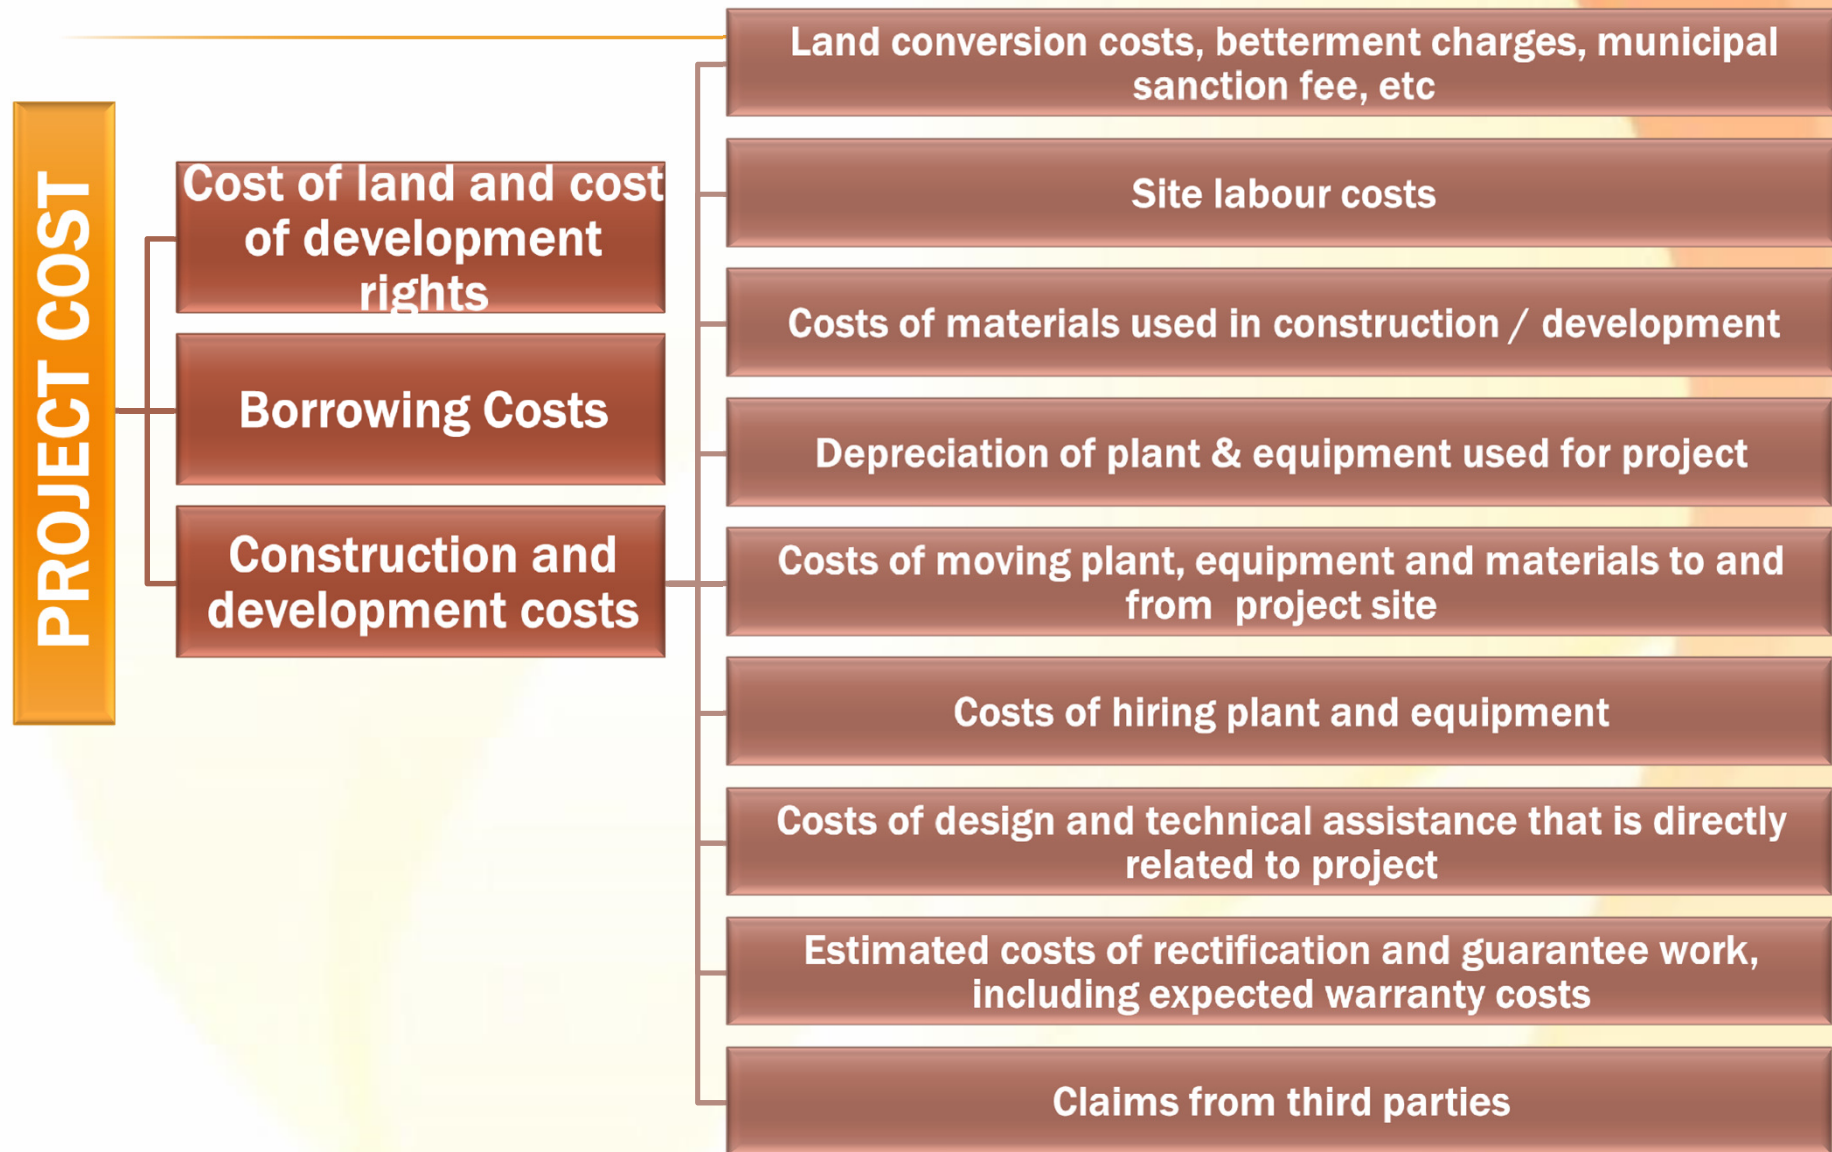 PROJECT COST
Cost of land and cost
of development
rights
Borrowing Costs
Construction and
development costs
Land conversion costs, betterment charges, municipal
sanction fee, etc
Site labour costs
Costs of materials used in construction / development
Depreciation of plant & equipment used for project
Costs of moving plant, equipment and materials to and
from  project site
Costs of hiring plant and equipment
Costs of design and technical assistance that is directly
related to project
Estimated costs of rectification and guarantee work,
including expected warranty costs
Claims from third parties